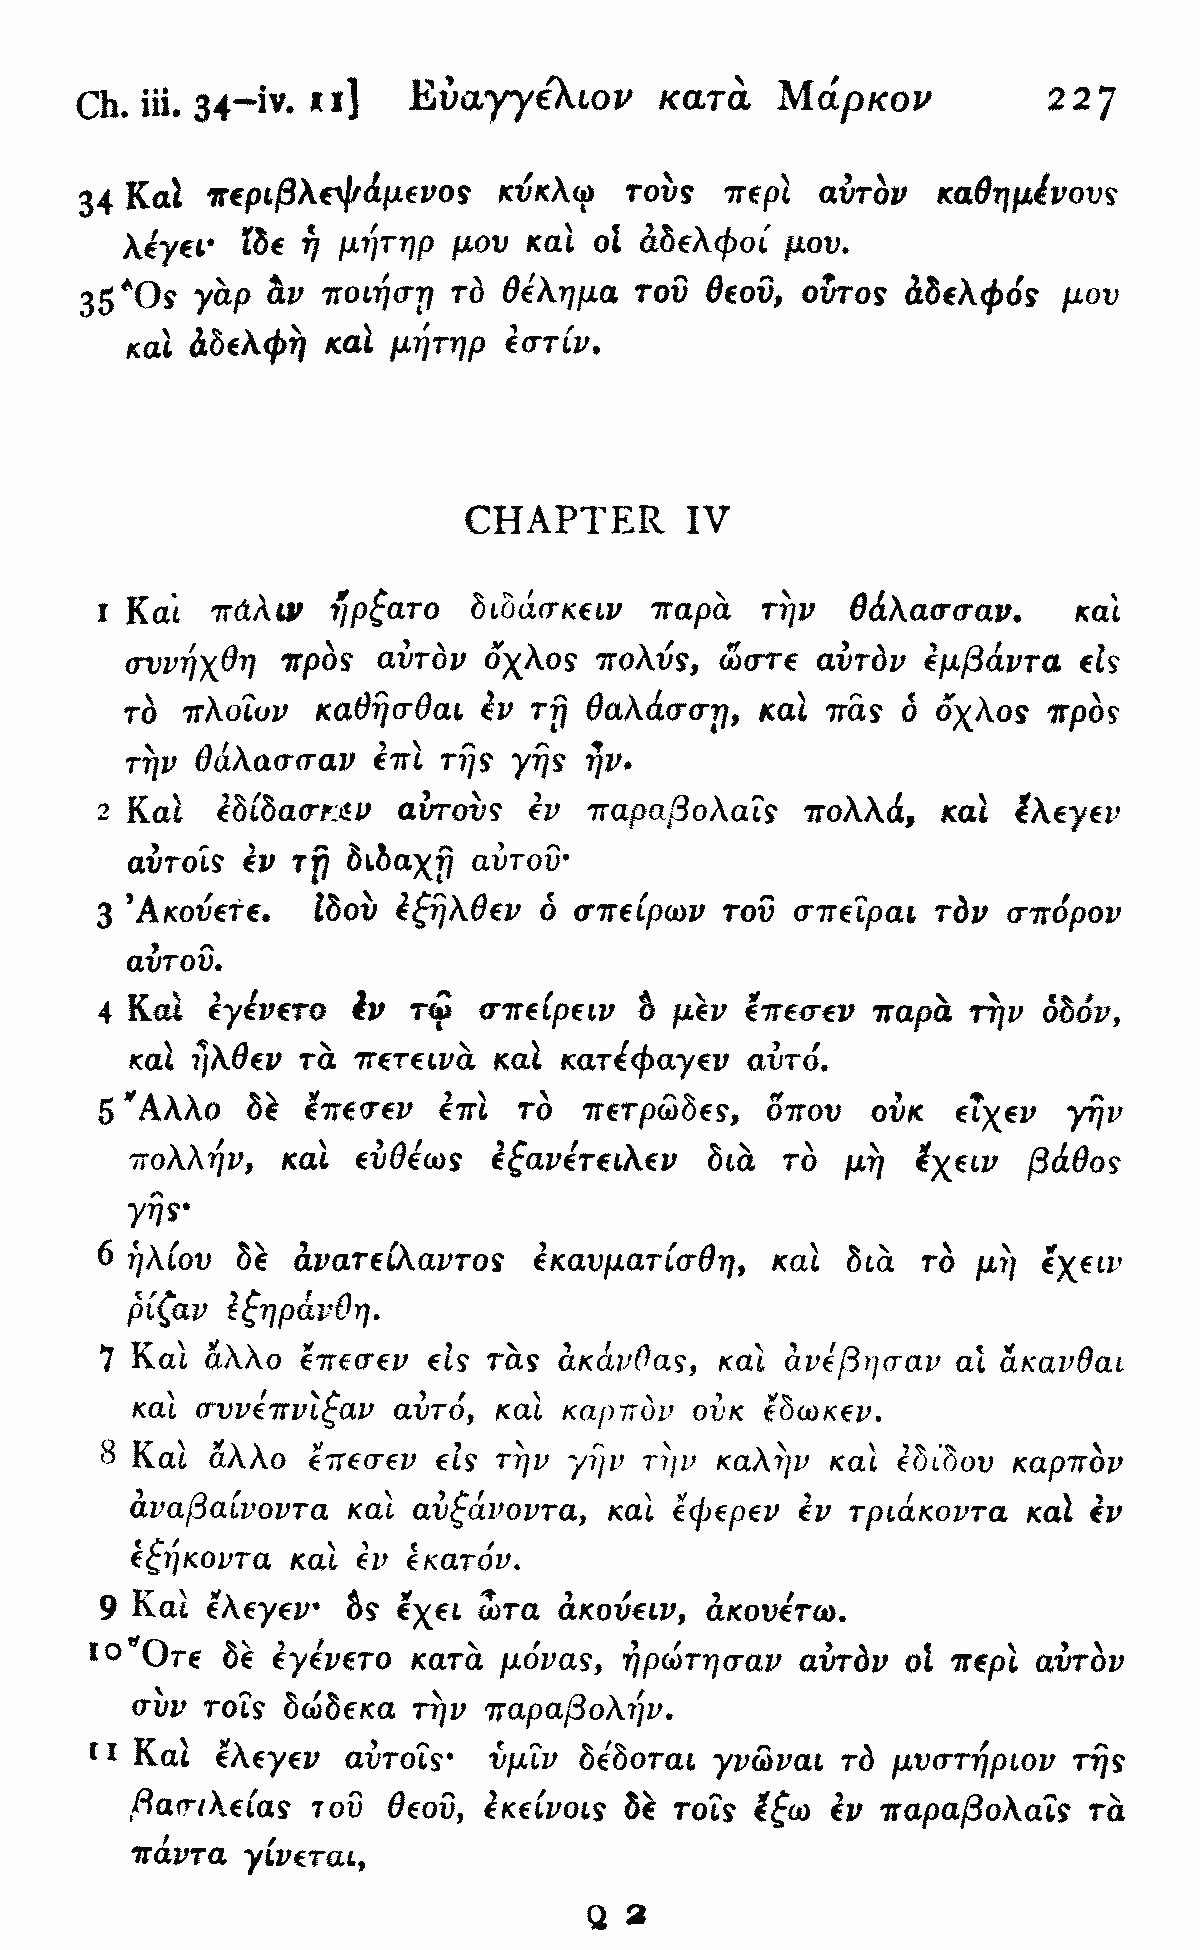 Ch. iii. 34–iv. 11] Εὐαγγέλιον κατὰ Μάρκον 227
34 Καὶ περιβλεψάμενος κύκλῳ τοὺς περὶ αὐτὸν καθημένους
λέγει· ἴδε ἡ μήτηρ μου καὶ οἱ ἀδελφοί μου.
35 Ὃς γὰρ ἂν ποιήσῃ τὸ θέλημα τοῦ θεοῦ, οὗτος ἀδελφός μου
καὶ ἀδελφὴ καὶ μήτηρ ἐστίν.
CHAPTER IV
1 Καὶ πάλιν ἤρξατο διδάσκειν παρὰ τὴν θάλασσαν. καὶ
συνήχθη πρὸς αὐτὸν ὄχλος πολύς, ὥστε αὐτὸν ἐμβάντα εἰς
τὸ πλοῖον καθῆσθαι ἐν τῇ θαλάσσῃ, καὶ πᾶς ὁ ὄχλος πρὸς
τὴν θάλασσαν ἐπὶ τῆς γῆς ἦν.
2 Καὶ ἐδίδασκεν αὐτοὺς ἐν παραβολαῖς πολλά, καὶ ἔλεγεν
αὐτοῖς ἐν τῇ διδαχῇ αὐτοῦ·
3 Ἀκούετε. ἰδοὺ ἐξῆλθεν ὁ σπείρων τοῦ σπεῖραι τὸν σπόρον
αὐτοῦ.
4 Καὶ ἐγένετο ἐν τῷ σπείρειν ὃ μὲν ἔπεσεν παρὰ τὴν ὁδόν,
καὶ ἦλθεν τὰ πετεινὰ καὶ κατέφαγεν αὐτό.
5 Ἄλλο δὲ ἔπεσεν ἐπὶ τὸ πετρῶδες, ὅπου οὐκ εἶχεν γῆν
πολλήν, καὶ εὐθέως ἐξανέτειλεν διὰ τὸ μὴ ἔχειν βάθος
γῆς·
6 ἡλίου δὲ ἀνατείλαντος ἐκαυματίσθη, καὶ διὰ τὸ μὴ ἔχειν
ῥίζαν ἐξηράνθη.
7 Καὶ ἄλλο ἔπεσεν εἰς τὰς ἀκάνθας, καὶ ἀνέβησαν αἱ ἄκανθαι
καὶ συνέπνιξαν αὐτό, καὶ καρπὸν οὐκ ἔδωκεν.
8 Καὶ ἄλλο ἔπεσεν εἰς τὴν γῆν τὴν καλὴν καὶ ἐδίδου καρπὸν
ἀναβαίνοντα καὶ αὐξάνοντα, καὶ ἔφερεν ἐν τριάκοντα καὶ ἐν
ἑξήκοντα καὶ ἐν ἑκατόν.
9 Καὶ ἔλεγεν· ὃς ἔχει ὦτα ἀκούειν, ἀκουέτω.
10 Ὅτε δὲ ἐγένετο κατὰ μόνας, ἠρώτησαν αὐτὸν οἱ περὶ αὐτὸν
σὺν τοῖς δώδεκα τὴν παραβολήν.
11 Καὶ ἔλεγεν αὐτοῖς· ὑμῖν δέδοται γνῶναι τὸ μυστήριον τῆς
βασιλείας τοῦ θεοῦ, ἐκείνοις δὲ τοῖς ἔξω ἐν παραβολαῖς τὰ
πάντα γίνεται,
Q 2